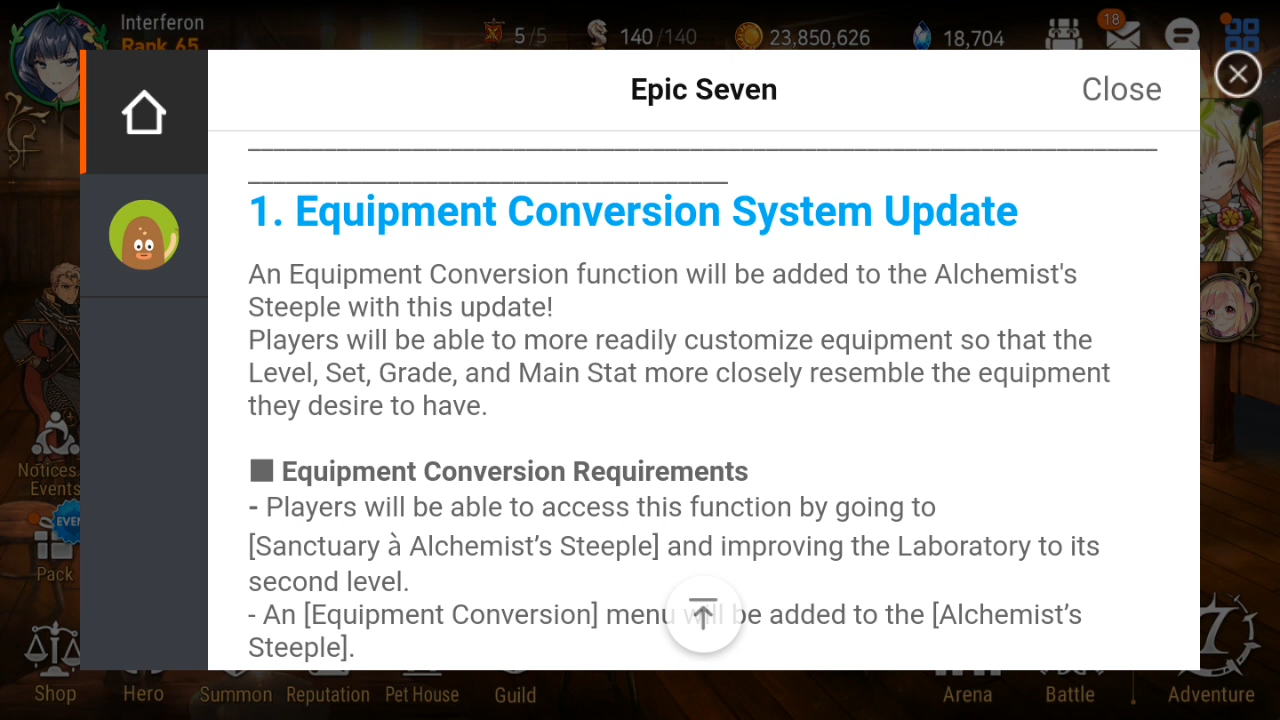 Interferon
Rank 65
5/5
140/140
23,850,626
18,704
18
Epic Seven
Close
1. Equipment Conversion System Update
An Equipment Conversion function will be added to the Alchemist's
Steeple with this update!
Players will be able to more readily customize equipment so that the
Level, Set, Grade, and Main Stat more closely resemble the equipment
they desire to have.
■ Equipment Conversion Requirements
- Players will be able to access this function by going to
[Sanctuary à Alchemist’s Steeple] and improving the Laboratory to its
second level.
- An [Equipment Conversion] menu will be added to the [Alchemist’s
Steeple].
Notices
Events
EVEN
Pack
Shop
Hero
Summon
Reputation
Pet House
Guild
Arena
Battle
Adventure